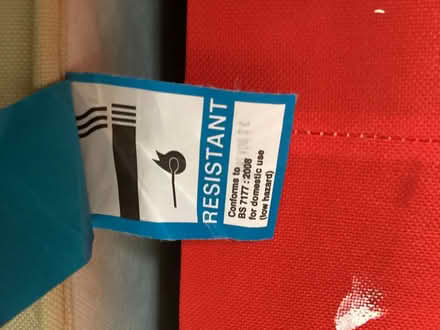 RESISTANT
Conforms to
BS 7177 : 2008
for domestic use
(low hazard)